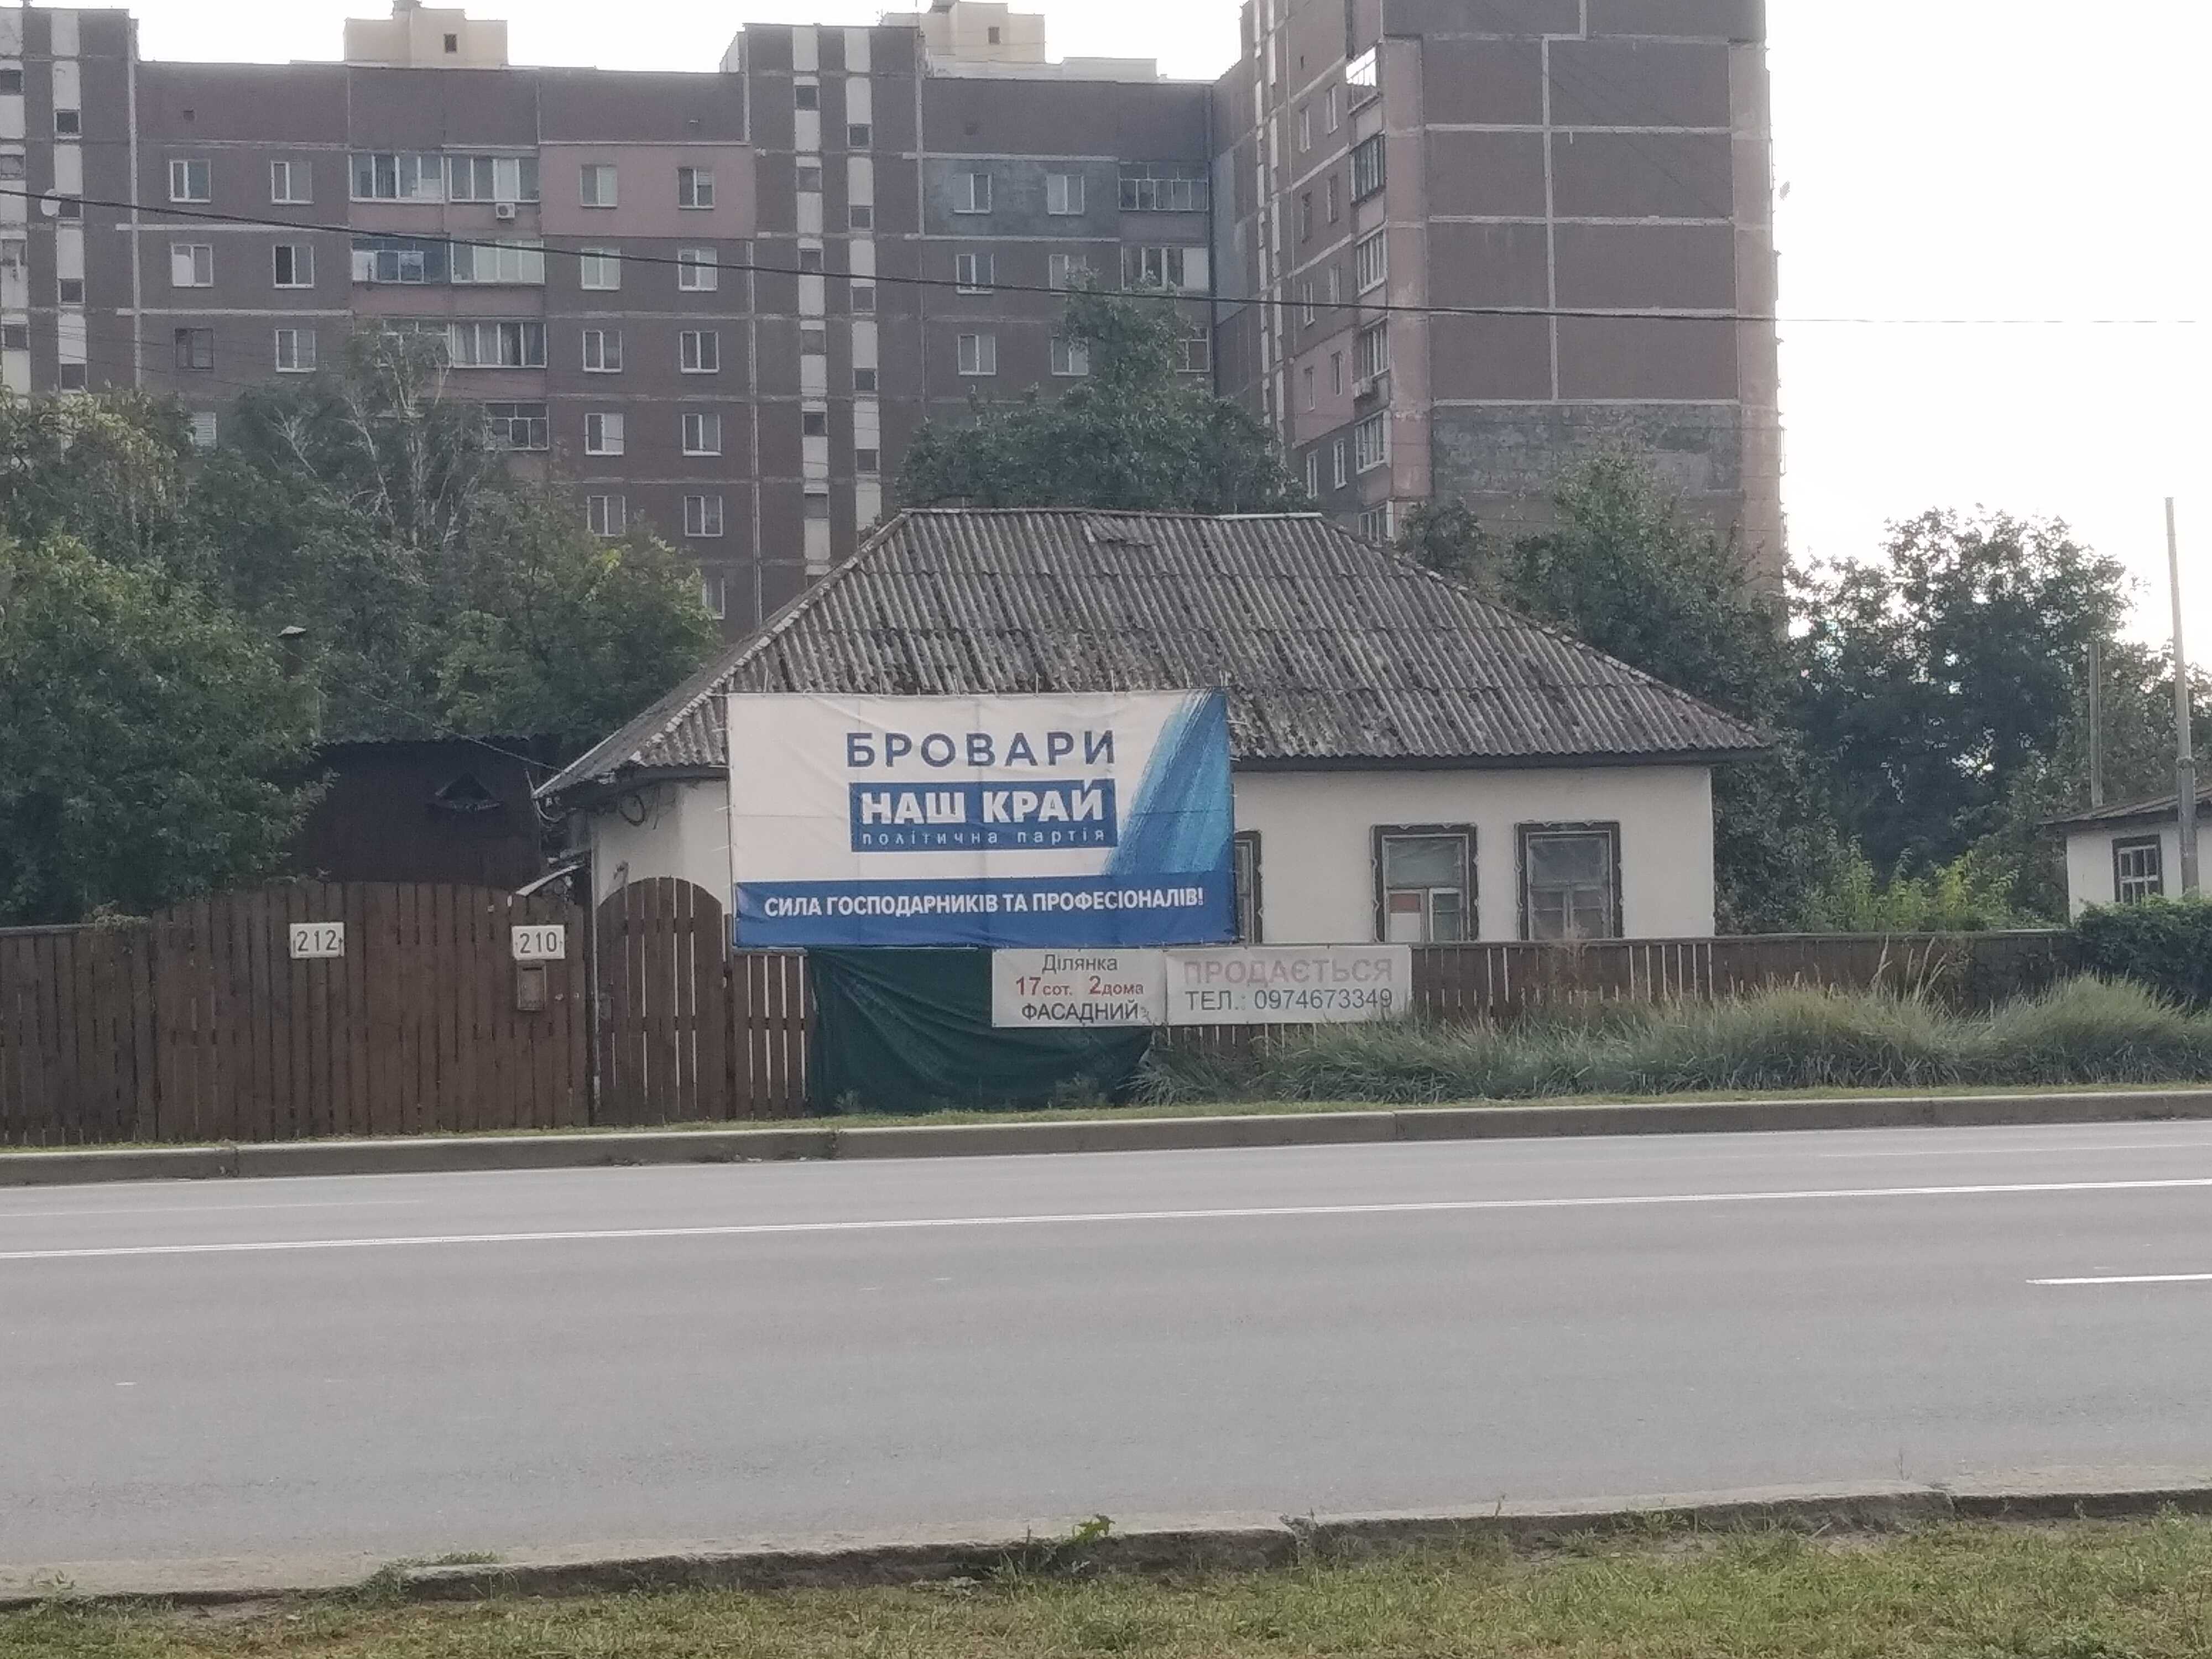 БРОВАРИ
НАШ КРАЙ
політична партія
СИЛА ГОСПОДАРНИКІВ ТА ПРОФЕСІОНАЛІВ!
212
210
Ділянка
17сот. 2дома
ФАСАДНИЙ
ПРОДАЄТЬСЯ
ТЕЛ.: 0974673349